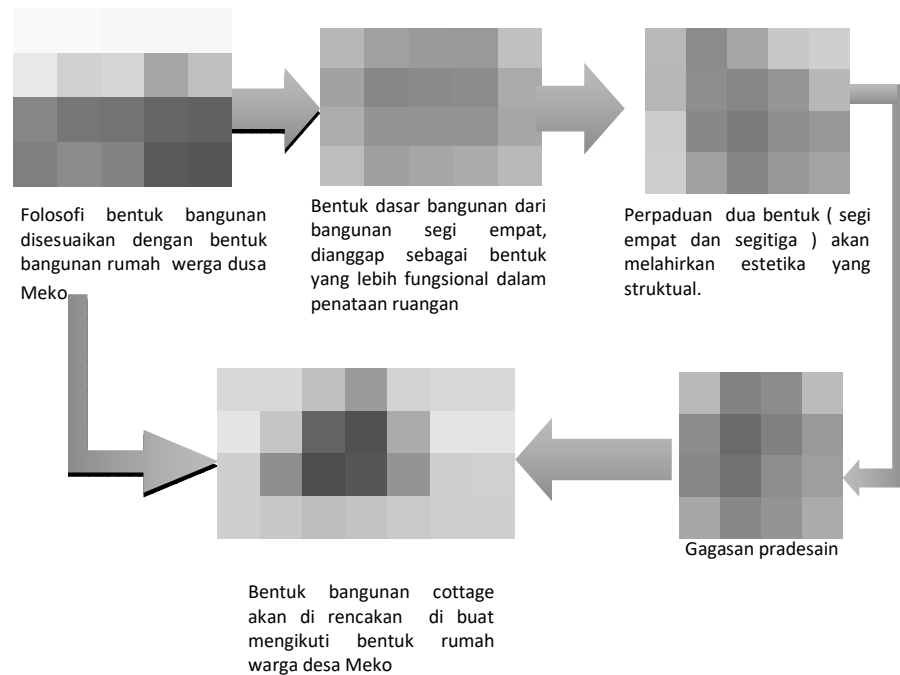 Folosofi bentuk bangunan
disesuaikan dengan bentuk
bangunan rumah werga dusa
Meko
Bentuk dasar bangunan dari
bangunan segi empat,
dianggap sebagai bentuk
yang lebih fungsional dalam
penataan ruangan
Perpaduan dua bentuk ( segi
empat dan segitiga ) akan
melahirkan estetika yang
struktual.
Gagasan pradesain
Bentuk bangunan cottage
akan di rencakan di buat
mengikuti bentuk rumah
warga desa Meko